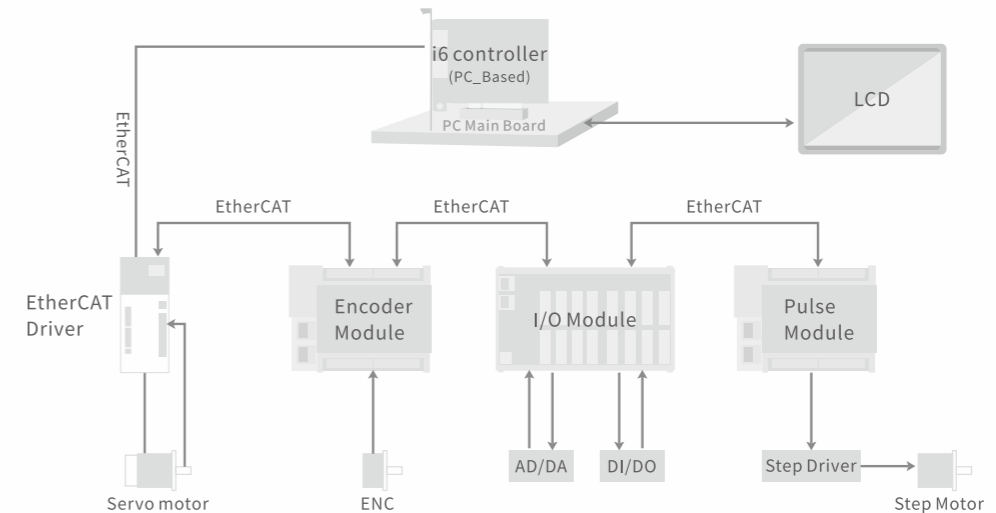 i6 controller
(PC_Based)
PC Main Board
LCD
EtherCAT
EtherCAT
EtherCAT
EtherCAT
EtherCAT
Driver
Encoder
Module
I/O Module
Pulse
Module
AD/DA
DI/DO
Step Driver
Servo motor
ENC
Step Motor